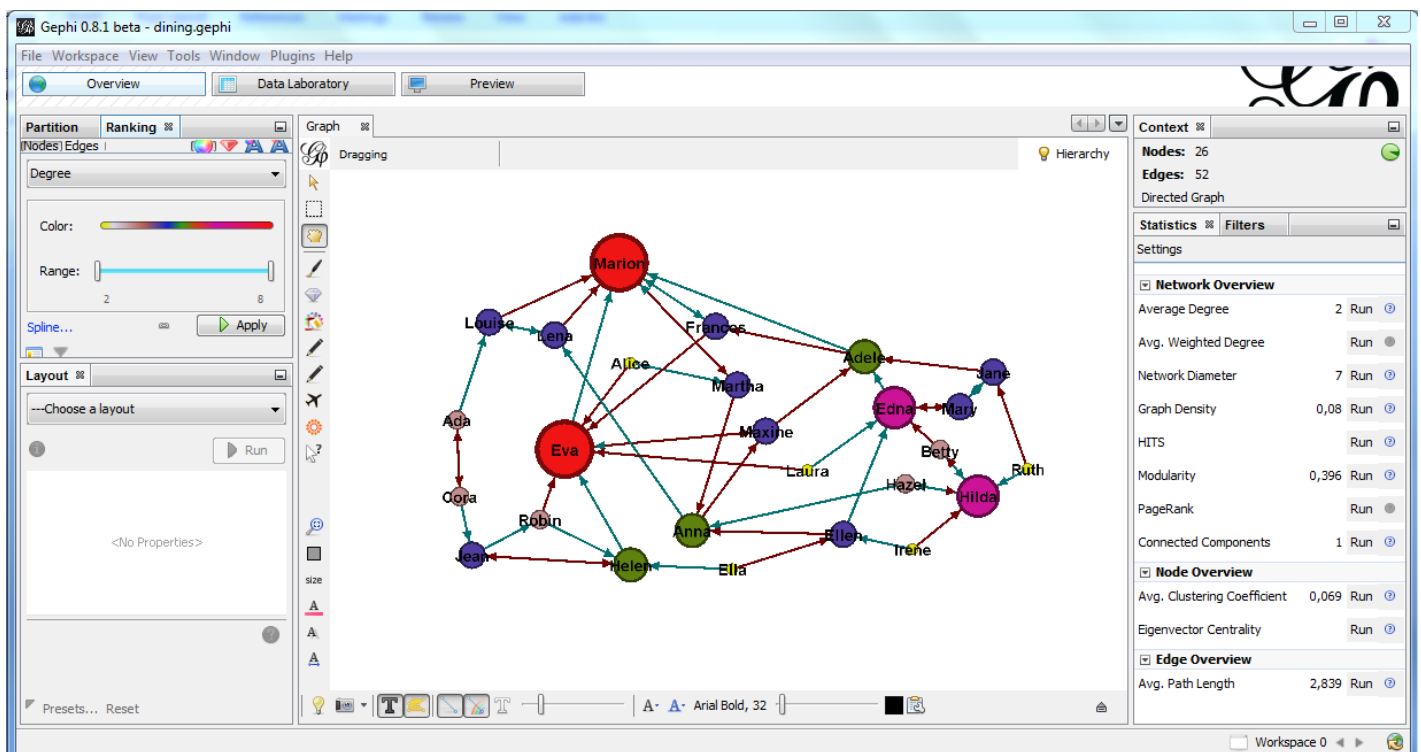 Gephi 0.8.1 beta - dining.gephi
File Workspace View Tools Window Plugins Help
Overview
Data Laboratory
Preview
Partition
Ranking
Nodes Edges
Degree
Color:
Range:
2 8
Spline...
Apply
Layout
---Choose a layout
Run
<No Properties>
Presets... Reset
Graph
Dragging
Hierarchy
size
Marion
Louise
Lena
Frances
Alice
Adele
Martha
Jane
Ada
Edna
Mary
Maxine
Eva
Betty
Laura
Ruth
Hazel
Hilda
Cora
Robin
Anna
Ellen
Irene
Jean
Helen
Ella
Arial Bold, 32
Context
Nodes: 26
Edges: 52
Directed Graph
Statistics
Filters
Settings
Network Overview
Average Degree 2 Run
Avg. Weighted Degree Run
Network Diameter 7 Run
Graph Density 0,08 Run
HITS Run
Modularity 0,396 Run
PageRank Run
Connected Components 1 Run
Node Overview
Avg. Clustering Coefficient 0,069 Run
Eigenvector Centrality Run
Edge Overview
Avg. Path Length 2,839 Run
Workspace 0